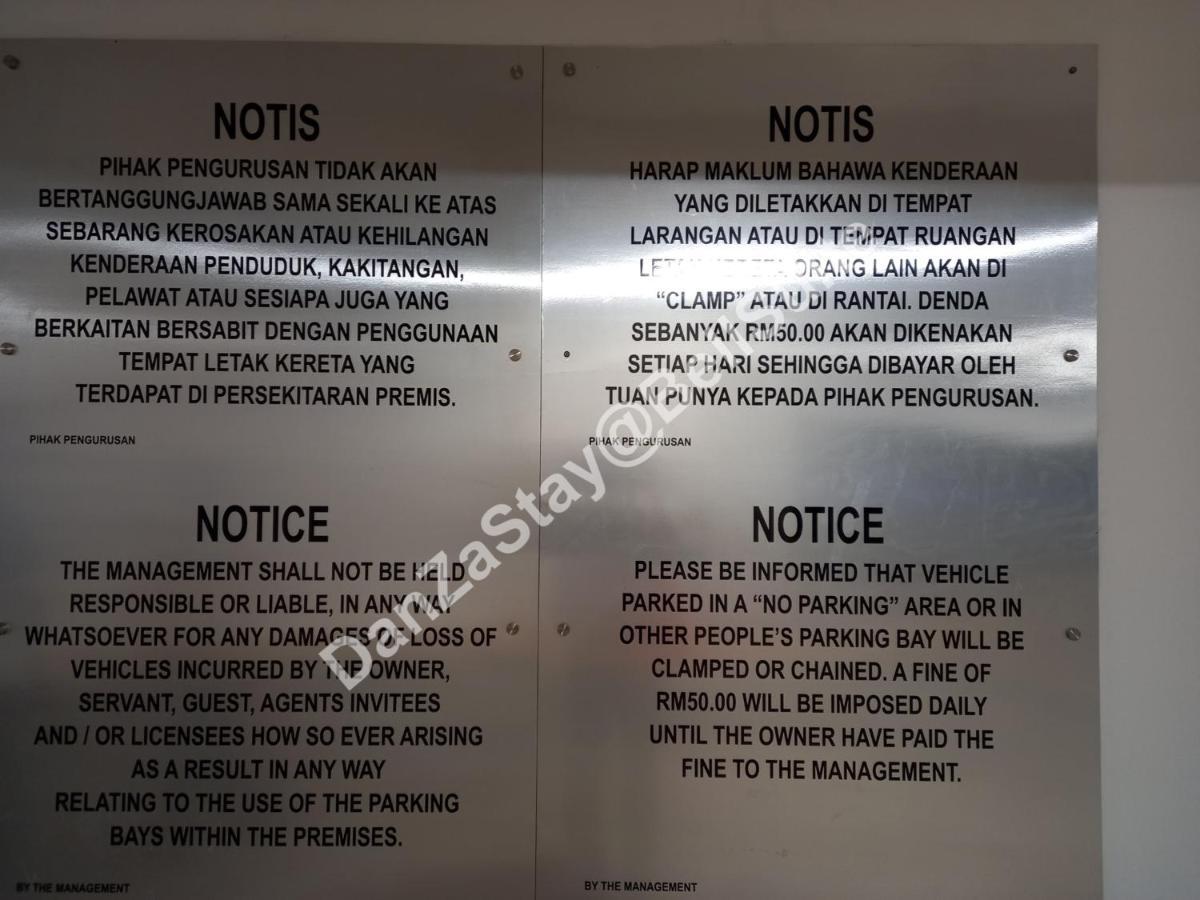 NOTIS
PIHAK PENGURUSAN TIDAK AKAN
BERTANGGUNGJAWAB SAMA SEKALI KE ATAS
SEBARANG KEROSAKAN ATAU KEHILANGAN
KENDERAAN PENDUDUK, KAKITANGAN,
PELAWAT ATAU SESIAPA JUGA YANG
BERKAITAN BERSABIT DENGAN PENGGUNAAN
TEMPAT LETAK KERETA YANG
TERDAPAT DI PERSEKITARAN PREMIS.
PIHAK PENGURUSAN
NOTICE
THE MANAGEMENT SHALL NOT BE HELD
RESPONSIBLE OR LIABLE, IN ANY WAY
WHATSOEVER FOR ANY DAMAGES OF LOSS OF
VEHICLES INCURRED BY THE OWNER,
SERVANT, GUEST, AGENTS INVITEES
AND / OR LICENSEES HOW SO EVER ARISING
AS A RESULT IN ANY WAY
RELATING TO THE USE OF THE PARKING
BAYS WITHIN THE PREMISES.
BY THE MANAGEMENT
NOTIS
HARAP MAKLUM BAHAWA KENDERAAN
YANG DILETAKKAN DI TEMPAT
LARANGAN ATAU DI TEMPAT RUANGAN
ORANG LAIN AKAN DI
“CLAMP” ATAU DI RANTAI. DENDA
SEBANYAK RM50.00 AKAN DIKENAKAN
SETIAP HARI SEHINGGA DIBAYAR OLEH
TUAN PUNYA KEPADA PIHAK PENGURUSAN.
PIHAK PENGURUSAN
NOTICE
PLEASE BE INFORMED THAT VEHICLE
PARKED IN A “NO PARKING” AREA OR IN
OTHER PEOPLE’S PARKING BAY WILL BE
CLAMPED OR CHAINED. A FINE OF
RM50.00 WILL BE IMPOSED DAILY
UNTIL THE OWNER HAVE PAID THE
FINE TO THE MANAGEMENT.
BY THE MANAGEMENT